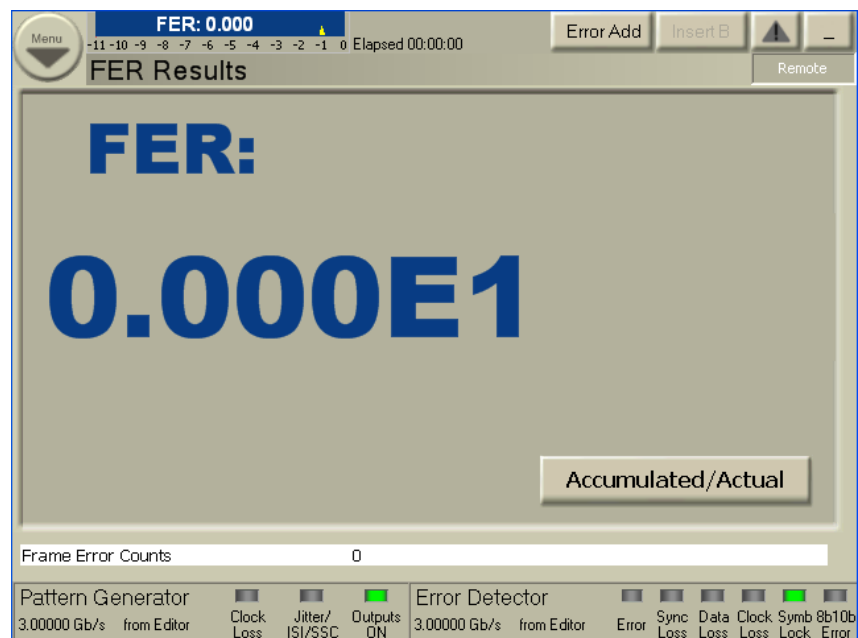 Menu
FER: 0.000
-11 -10 -9 -8 -7 -6 -5 -4 -3 -2 -1 0 Elapsed 00:00:00
Error Add
Insert B
FER Results
Remote
FER:
0.000E1
Accumulated/Actual
Frame Error Counts 0
Pattern Generator
3.00000 Gb/s from Editor
Clock Loss
Jitter/ ISI/SSC
Outputs ON
Error Detector
3.00000 Gb/s from Editor
Error
Sync Loss
Data Loss
Clock Loss
Symb Lock
8b10b Error